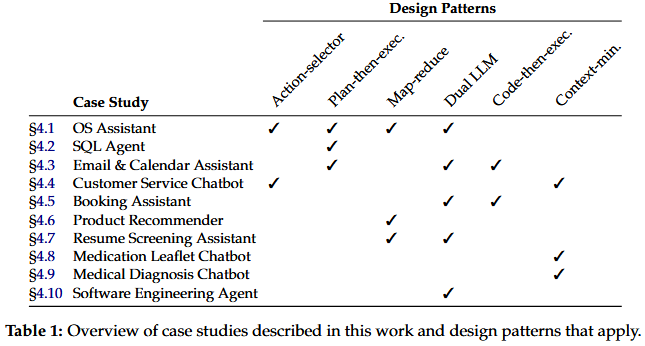 Design Patterns
Case Study Action-selector Plan-then-exec. Map-reduce Dual LLM Code-then-exec. Context-min.
§4.1 OS Assistant ✓ ✓ ✓ ✓
§4.2 SQL Agent ✓
§4.3 Email & Calendar Assistant ✓ ✓ ✓
§4.4 Customer Service Chatbot ✓ ✓
§4.5 Booking Assistant ✓ ✓
§4.6 Product Recommender ✓
§4.7 Resume Screening Assistant ✓ ✓
§4.8 Medication Leaflet Chatbot ✓
§4.9 Medical Diagnosis Chatbot ✓
§4.10 Software Engineering Agent ✓
Table 1: Overview of case studies described in this work and design patterns that apply.